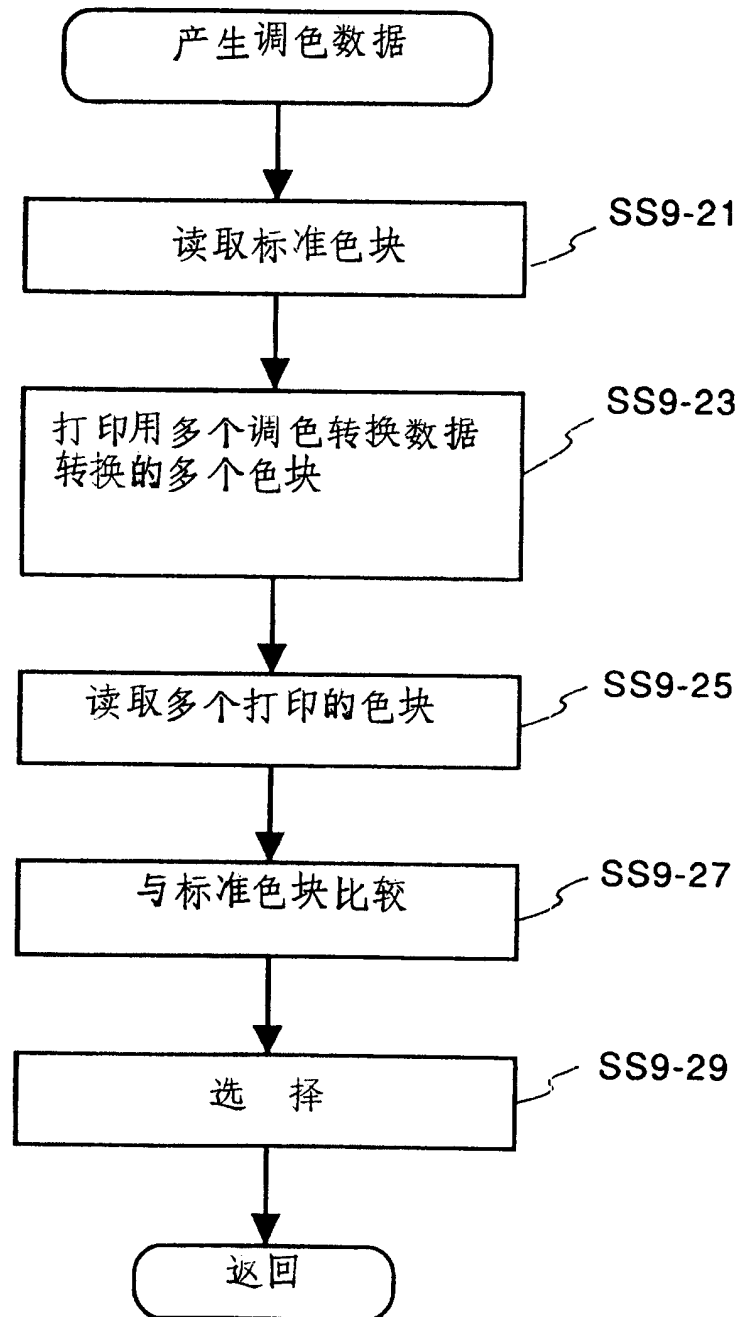 产生调色数据
读取标准色块
SS9-21
打印用多个调色转换数据
转换的多个色块
SS9-23
读取多个打印的色块
SS9-25
与标准色块比较
SS9-27
选 择
SS9-29
返回